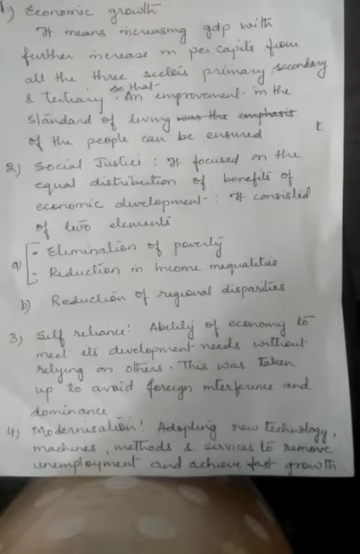 1) Economic growth
It means increasing gdp with
further increase in per capita from
all the three sectors primary, secondary
& tertiary so that An improvement in the
standard of living was the emphasis
of the people can be ensured
t
2) Social Justice : It focused on the
equal distribution of benefits of
economic development : It consisted
of two elements
a) - Elimination of poverty
- Reduction in Income inequalities
b) Reduction of regional disparities
3) Self reliance : Ability of economy to
meet its development needs without
relying on others. This was taken
up to avoid foreign interference and
dominance
4) Modernisation : Adopting new technology,
machines, methods & services to remove
unemployment and achieve fast growth